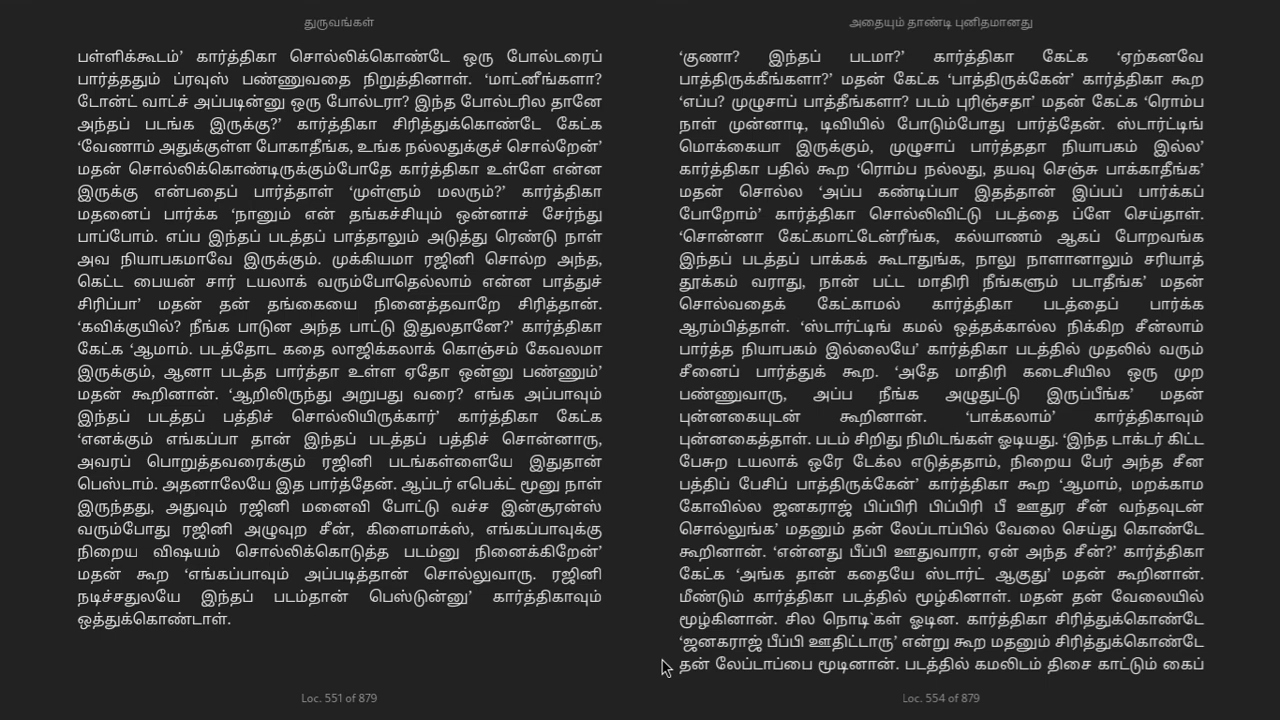 துருவங்கள்
பள்ளிக்கூடம்’ கார்த்திகா சொல்லிக்கொண்டே ஒரு போல்டரைப்
பார்த்ததும் ப்ரவுஸ் பண்ணுவதை நிறுத்தினாள். ‘மாட்னீங்களா?
டோன்ட் வாட்ச் அப்படின்னு ஒரு போல்டரா? இந்த போல்டரில தானே
அந்தப் படங்க இருக்கு?’ கார்த்திகா சிரித்துக்கொண்டே கேட்க
‘வேணாம் அதுக்குள்ள போகாதீங்க, உங்க நல்லதுக்குச் சொல்றேன்’
மதன் சொல்லிக்கொண்டிருக்கும்போதே கார்த்திகா உள்ளே என்ன
இருக்கு என்பதைப் பார்த்தாள் ‘முள்ளும் மலரும்?’ கார்த்திகா
மதனைப் பார்க்க ‘நானும் என் தங்கச்சியும் ஒன்னாச் சேர்ந்து
பாப்போம். எப்ப இந்தப் படத்தப் பாத்தாலும் அடுத்து ரெண்டு நாள்
அவ நியாபகமாவே இருக்கும். முக்கியமா ரஜினி சொல்ற அந்த,
கெட்ட பையன் சார் டயலாக் வரும்போதெல்லாம் என்ன பாத்துச்
சிரிப்பா’ மதன் தன் தங்கையை நினைத்தவாறே சிரித்தான்.
‘கவிக்குயில்? நீங்க பாடுன அந்த பாட்டு இதுலதானே?’ கார்த்திகா
கேட்க ‘ஆமாம். படத்தோட கதை லாஜிக்கலாக் கொஞ்சம் கேவலமா
இருக்கும், ஆனா படத்த பார்த்தா உள்ள ஏதோ ஒன்னு பண்ணும்’
மதன் கூறினான். ‘ஆறிலிருந்து அறுபது வரை? எங்க அப்பாவும்
இந்தப் படத்தப் பத்திச் சொல்லியிருக்கார்’ கார்த்திகா கேட்க
‘எனக்கும் எங்கப்பா தான் இந்தப் படத்தப் பத்திச் சொன்னாரு,
அவரப் பொறுத்தவரைக்கும் ரஜினி படங்கள்ளையே இதுதான்
பெஸ்டாம். அதனாலேயே இத பார்த்தேன். ஆப்டர் எபெக்ட் மூனு நாள்
இருந்தது, அதுவும் ரஜினி மனைவி போட்டு வச்ச இன்சூரன்ஸ்
வரும்போது ரஜினி அழுவுற சீன், கிளைமாக்ஸ், எங்கப்பாவுக்கு
நிறைய விஷயம் சொல்லிக்கொடுத்த படம்னு நினைக்கிறேன்’
மதன் கூற ‘எங்கப்பாவும் அப்படித்தான் சொல்லுவாரு. ரஜினி
நடிச்சதுலயே இந்தப் படம்தான் பெஸ்டுன்னு’ கார்த்திகாவும்
ஒத்துக்கொண்டாள்.
Loc. 551 of 879
அதையும் தாண்டி புனிதமானது
‘குணா? இந்தப் படமா?’ கார்த்திகா கேட்க ‘ஏற்கனவே
பாத்திருக்கீங்களா?’ மதன் கேட்க ‘பாத்திருக்கேன்’ கார்த்திகா கூற
‘எப்ப? முழுசாப் பாத்தீங்களா? படம் புரிஞ்சதா’ மதன் கேட்க ‘ரொம்ப
நாள் முன்னாடி, டிவியில் போடும்போது பார்த்தேன். ஸ்டார்ட்டிங்
மொக்கையா இருக்கும், முழுசாப் பார்த்ததா நியாபகம் இல்ல’
கார்த்திகா பதில் கூற ‘ரொம்ப நல்லது, தயவு செஞ்சு பாக்காதீங்க’
மதன் சொல்ல ‘அப்ப கண்டிப்பா இதத்தான் இப்பப் பார்க்கப்
போறோம்’ கார்த்திகா சொல்லிவிட்டு படத்தை ப்ளே செய்தாள்.
‘சொன்னா கேட்கமாட்டேன்ரீங்க, கல்யாணம் ஆகப் போறவங்க
இந்தப் படத்தப் பாக்கக் கூடாதுங்க, நாலு நாளானாலும் சரியாத்
தூக்கம் வராது, நான் பட்ட மாதிரி நீங்களும் படாதீங்க’ மதன்
சொல்வதைக் கேட்காமல் கார்த்திகா படத்தைப் பார்க்க
ஆரம்பித்தாள். ‘ஸ்டார்ட்டிங் கமல் ஒத்தக்கால்ல நிக்கிற சீன்லாம்
பார்த்த நியாபகம் இல்லையே’ கார்த்திகா படத்தில் முதலில் வரும்
சீனைப் பார்த்துக் கூற. ‘அதே மாதிரி கடைசியில ஒரு முற
பண்ணுவாரு, அப்ப நீங்க அழுதுட்டு இருப்பீங்க’ மதன்
புன்னகையுடன் கூறினான். ‘பாக்கலாம்’ கார்த்திகாவும்
புன்னகைத்தாள். படம் சிறிது நிமிடங்கள் ஓடியது. ‘இந்த டாக்டர் கிட்ட
பேசுற டயலாக் ஒரே டேக்ல எடுத்ததாம், நிறைய பேர் அந்த சீன
பத்திப் பேசிப் பாத்திருக்கேன்’ கார்த்திகா கூற ‘ஆமாம், மறக்காம
கோவில்ல ஜனகராஜ் பிப்பிரி பிப்பிரி பீ ஊதுர சீன் வந்தவுடன்
சொல்லுங்க’ மதனும் தன் லேப்டாப்பில் வேலை செய்து கொண்டே
கூறினான். ‘என்னது பீப்பி ஊதுவாரா, ஏன் அந்த சீன்?’ கார்த்திகா
கேட்க ‘அங்க தான் கதையே ஸ்டார்ட் ஆகுது’ மதன் கூறினான்.
மீண்டும் கார்த்திகா படத்தில் மூழ்கினாள். மதன் தன் வேலையில்
மூழ்கினான். சில நொடி`கள் ஓடின. கார்த்திகா சிரித்துக்கொண்டே
‘ஜனகராஜ் பீப்பி ஊதிட்டாரு’ என்று கூற மதனும் சிரித்துக்கொண்டே
தன் லேப்டாப்பை மூடினான். படத்தில் கமலிடம் திசை காட்டும் கைப்
Loc. 554 of 879